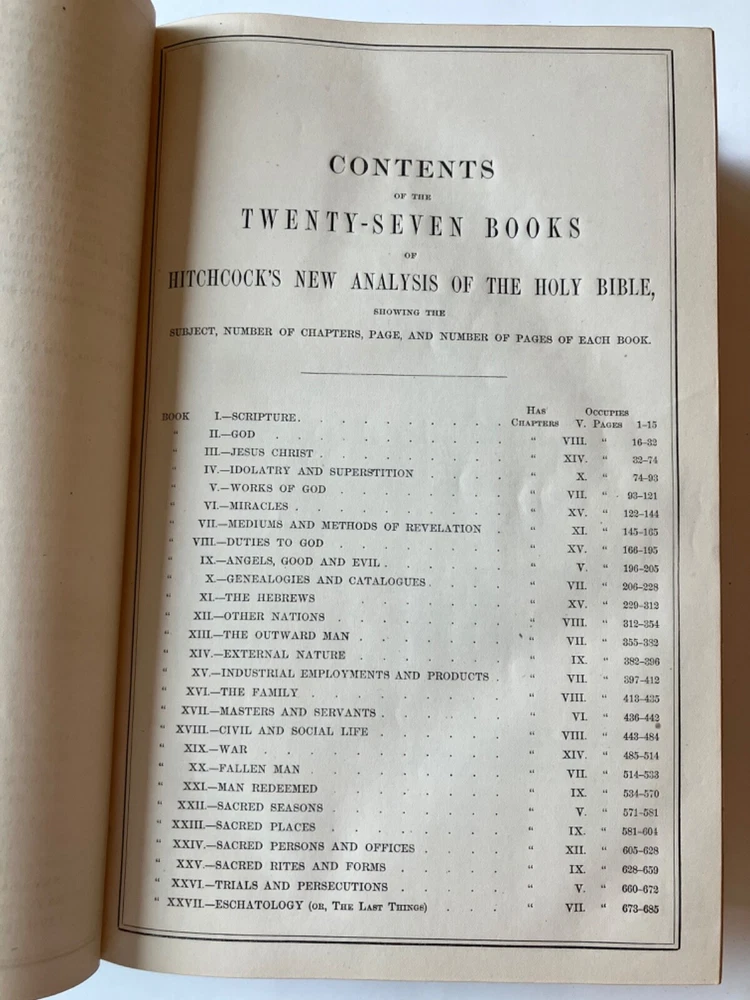 CONTENTS
OF THE
TWENTY-SEVEN BOOKS
OF
HITCHCOCK'S NEW ANALYSIS OF THE HOLY BIBLE,
SHOWING THE
SUBJECT, NUMBER OF CHAPTERS, PAGE, AND NUMBER OF PAGES OF EACH BOOK.
HAS OCCUPIES
BOOK I.—SCRIPTURE. . . . . . . . . . CHAPTERS V. PAGES 1–15
" II.—GOD . . . . . . . . . . " VIII. " 16–32
" III.—JESUS CHRIST . . . . . . . . . " XIV. " 32–74
" IV.—IDOLATRY AND SUPERSTITION . . . . " X. " 74–93
" V.—WORKS OF GOD . . . . . . . " VII. " 93–121
" VI.—MIRACLES . . . . . . . . . " XV. " 122–144
" VII.—MEDIUMS AND METHODS OF REVELATION . " XI. " 145–165
" VIII.—DUTIES TO GOD . . . . . . . " XV. " 166–195
" IX.—ANGELS, GOOD AND EVIL . . . . . . " V. " 196–205
" X.—GENEALOGIES AND CATALOGUES . . . . " VII. " 206–228
" XI.—THE HEBREWS . . . . . . . " XV. " 229–312
" XII.—OTHER NATIONS . . . . . . . . " VIII. " 312–354
" XIII.—THE OUTWARD MAN . . . . . . . " VII. " 355–382
" XIV.—EXTERNAL NATURE . . . . . . . " IX. " 382–396
" XV.—INDUSTRIAL EMPLOYMENTS AND PRODUCTS . " VII. " 397–412
" XVI.—THE FAMILY . . . . . . . . " VIII. " 413–435
" XVII.—MASTERS AND SERVANTS . . . . . . " VI. " 436–442
" XVIII.—CIVIL AND SOCIAL LIFE . . . . . . " VIII. " 443–484
" XIX.—WAR . . . . . . . . . . " XIV. " 485–514
" XX.—FALLEN MAN . . . . . . . . " VII. " 514–533
" XXI.—MAN REDEEMED . . . . . . . " IX. " 534–570
" XXII.—SACRED SEASONS . . . . . . . " V. " 571–581
" XXIII.—SACRED PLACES . . . . . . . " IX. " 581–604
" XXIV.—SACRED PERSONS AND OFFICES . . . . " XII. " 605–628
" XXV.—SACRED RITES AND FORMS . . . . . " IX. " 628–659
" XXVI.—TRIALS AND PERSECUTIONS . . . . . " V. " 660–672
" XXVII.—ESCHATOLOGY (OR, THE LAST THINGS) . . . " VII. " 673–685